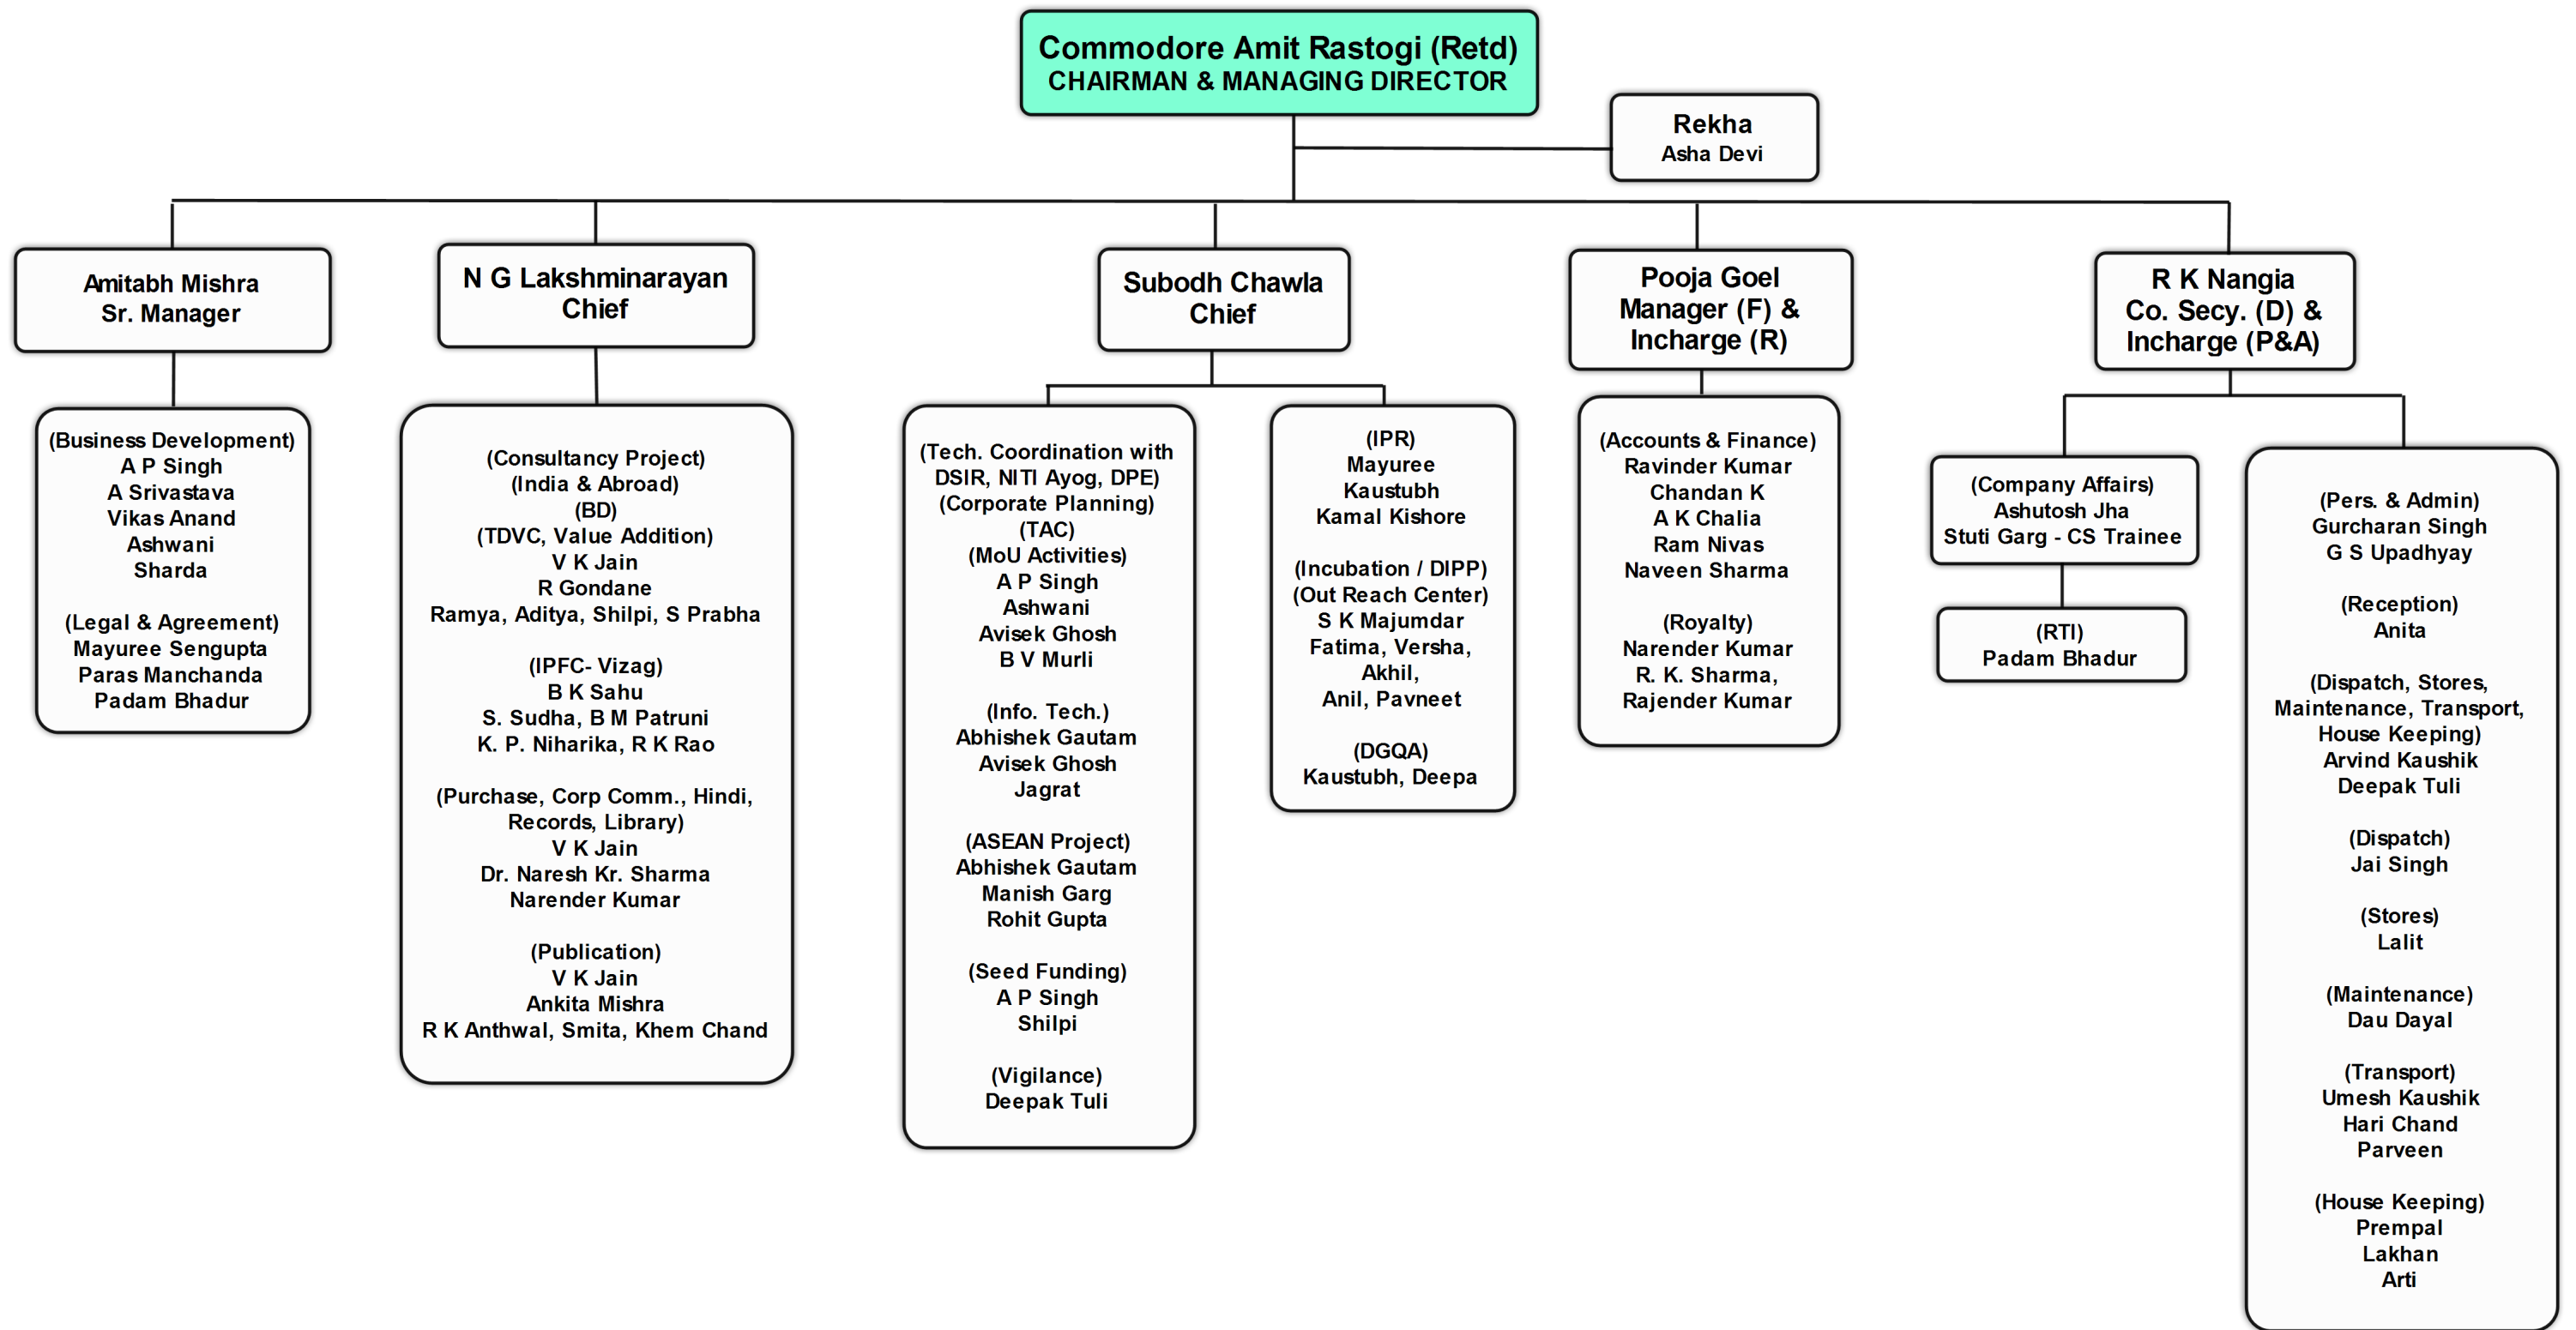 Commodore Amit Rastogi (Retd)
CHAIRMAN & MANAGING DIRECTOR
Rekha
Asha Devi
Amitabh Mishra
Sr. Manager
N G Lakshminarayan
Chief
Subodh Chawla
Chief
Pooja Goel
Manager (F) &
Incharge (R)
R K Nangia
Co. Secy. (D) &
Incharge (P&A)
(Business Development)
A P Singh
A Srivastava
Vikas Anand
Ashwani
Sharda
(Legal & Agreement)
Mayuree Sengupta
Paras Manchanda
Padam Bhadur
(Consultancy Project)
(India & Abroad)
(BD)
(TDVC, Value Addition)
V K Jain
R Gondane
Ramya, Aditya, Shilpi, S Prabha
(IPFC- Vizag)
B K Sahu
S. Sudha, B M Patruni
K. P. Niharika, R K Rao
(Purchase, Corp Comm., Hindi,
Records, Library)
V K Jain
Dr. Naresh Kr. Sharma
Narender Kumar
(Publication)
V K Jain
Ankita Mishra
R K Anthwal, Smita, Khem Chand
(Tech. Coordination with
DSIR, NITI Ayog, DPE)
(Corporate Planning)
(TAC)
(MoU Activities)
A P Singh
Ashwani
Avisek Ghosh
B V Murli
(Info. Tech.)
Abhishek Gautam
Avisek Ghosh
Jagrat
(ASEAN Project)
Abhishek Gautam
Manish Garg
Rohit Gupta
(Seed Funding)
A P Singh
Shilpi
(Vigilance)
Deepak Tuli
(IPR)
Mayuree
Kaustubh
Kamal Kishore
(Incubation / DIPP)
(Out Reach Center)
S K Majumdar
Fatima, Versha,
Akhil,
Anil, Pavneet
(DGQA)
Kaustubh, Deepa
(Accounts & Finance)
Ravinder Kumar
Chandan K
A K Chalia
Ram Nivas
Naveen Sharma
(Royalty)
Narender Kumar
R. K. Sharma,
Rajender Kumar
(Company Affairs)
Ashutosh Jha
Stuti Garg - CS Trainee
(RTI)
Padam Bhadur
(Pers. & Admin)
Gurcharan Singh
G S Upadhyay
(Reception)
Anita
(Dispatch, Stores,
Maintenance, Transport,
House Keeping)
Arvind Kaushik
Deepak Tuli
(Dispatch)
Jai Singh
(Stores)
Lalit
(Maintenance)
Dau Dayal
(Transport)
Umesh Kaushik
Hari Chand
Parveen
(House Keeping)
Prempal
Lakhan
Arti